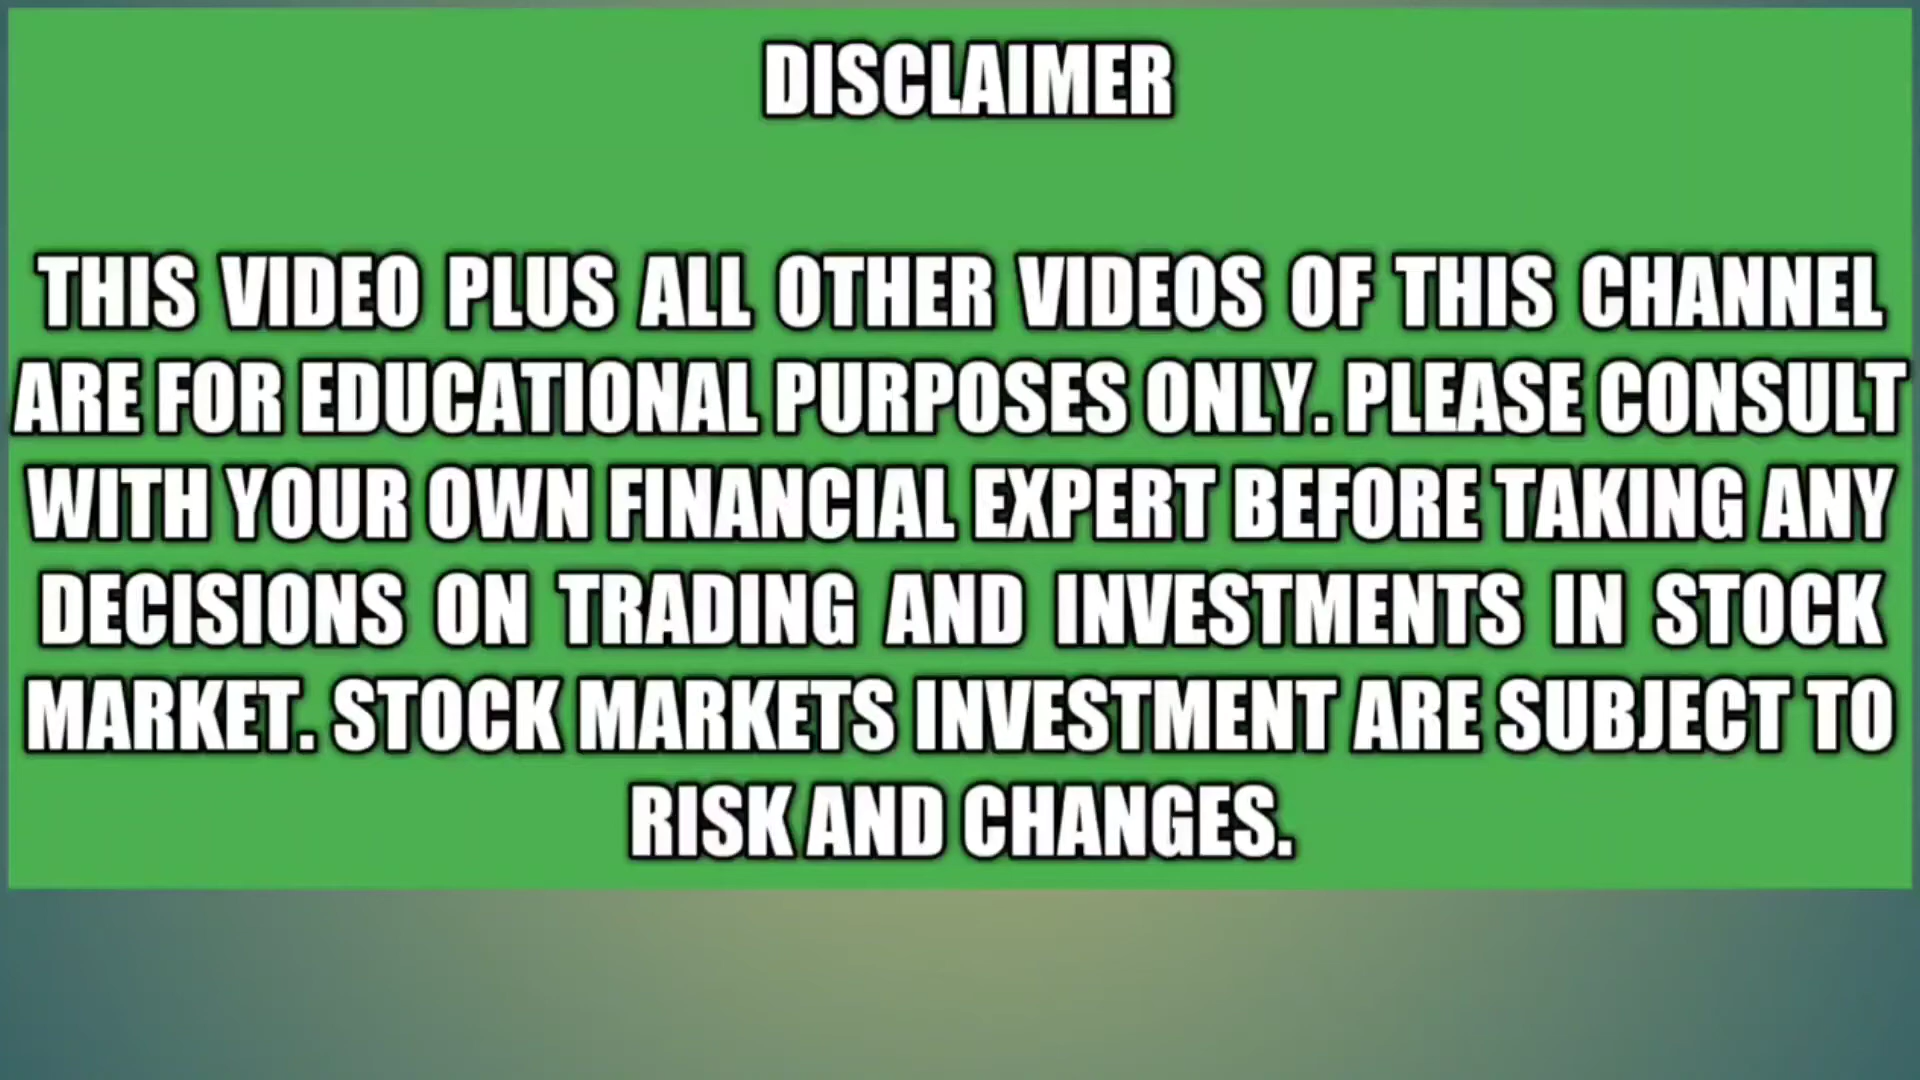 DISCLAIMER
THIS VIDEO PLUS ALL OTHER VIDEOS OF THIS CHANNEL
ARE FOR EDUCATIONAL PURPOSES ONLY. PLEASE CONSULT
WITH YOUR OWN FINANCIAL EXPERT BEFORE TAKING ANY
DECISIONS ON TRADING AND INVESTMENTS IN STOCK
MARKET. STOCK MARKETS INVESTMENT ARE SUBJECT TO
RISK AND CHANGES.